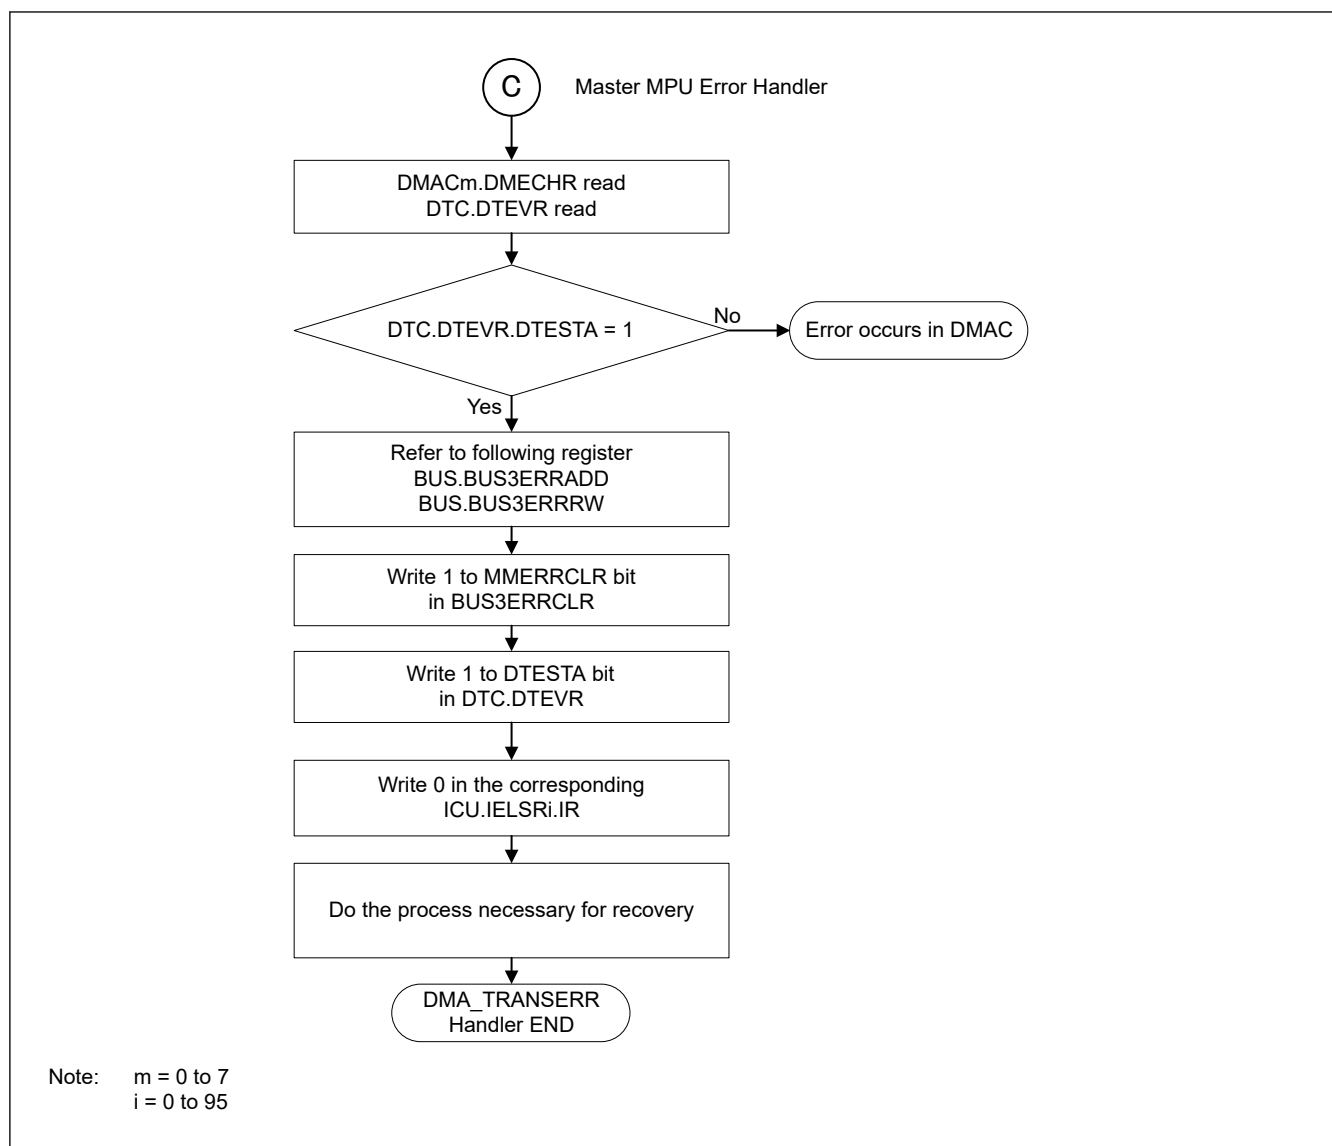 C
Master MPU Error Handler
DMACm.DMECHR read
DTC.DTEVR read
DTC.DTEVR.DTESTA = 1
No
Error occurs in DMAC
Yes
Refer to following register
BUS.BUS3ERRADD
BUS.BUS3ERRRW
Write 1 to MMERRCLR bit
in BUS3ERRCLR
Write 1 to DTESTA bit
in DTC.DTEVR
Write 0 in the corresponding
ICU.IELSRi.IR
Do the process necessary for recovery
DMA_TRANSERR
Handler END
Note: m = 0 to 7
i = 0 to 95